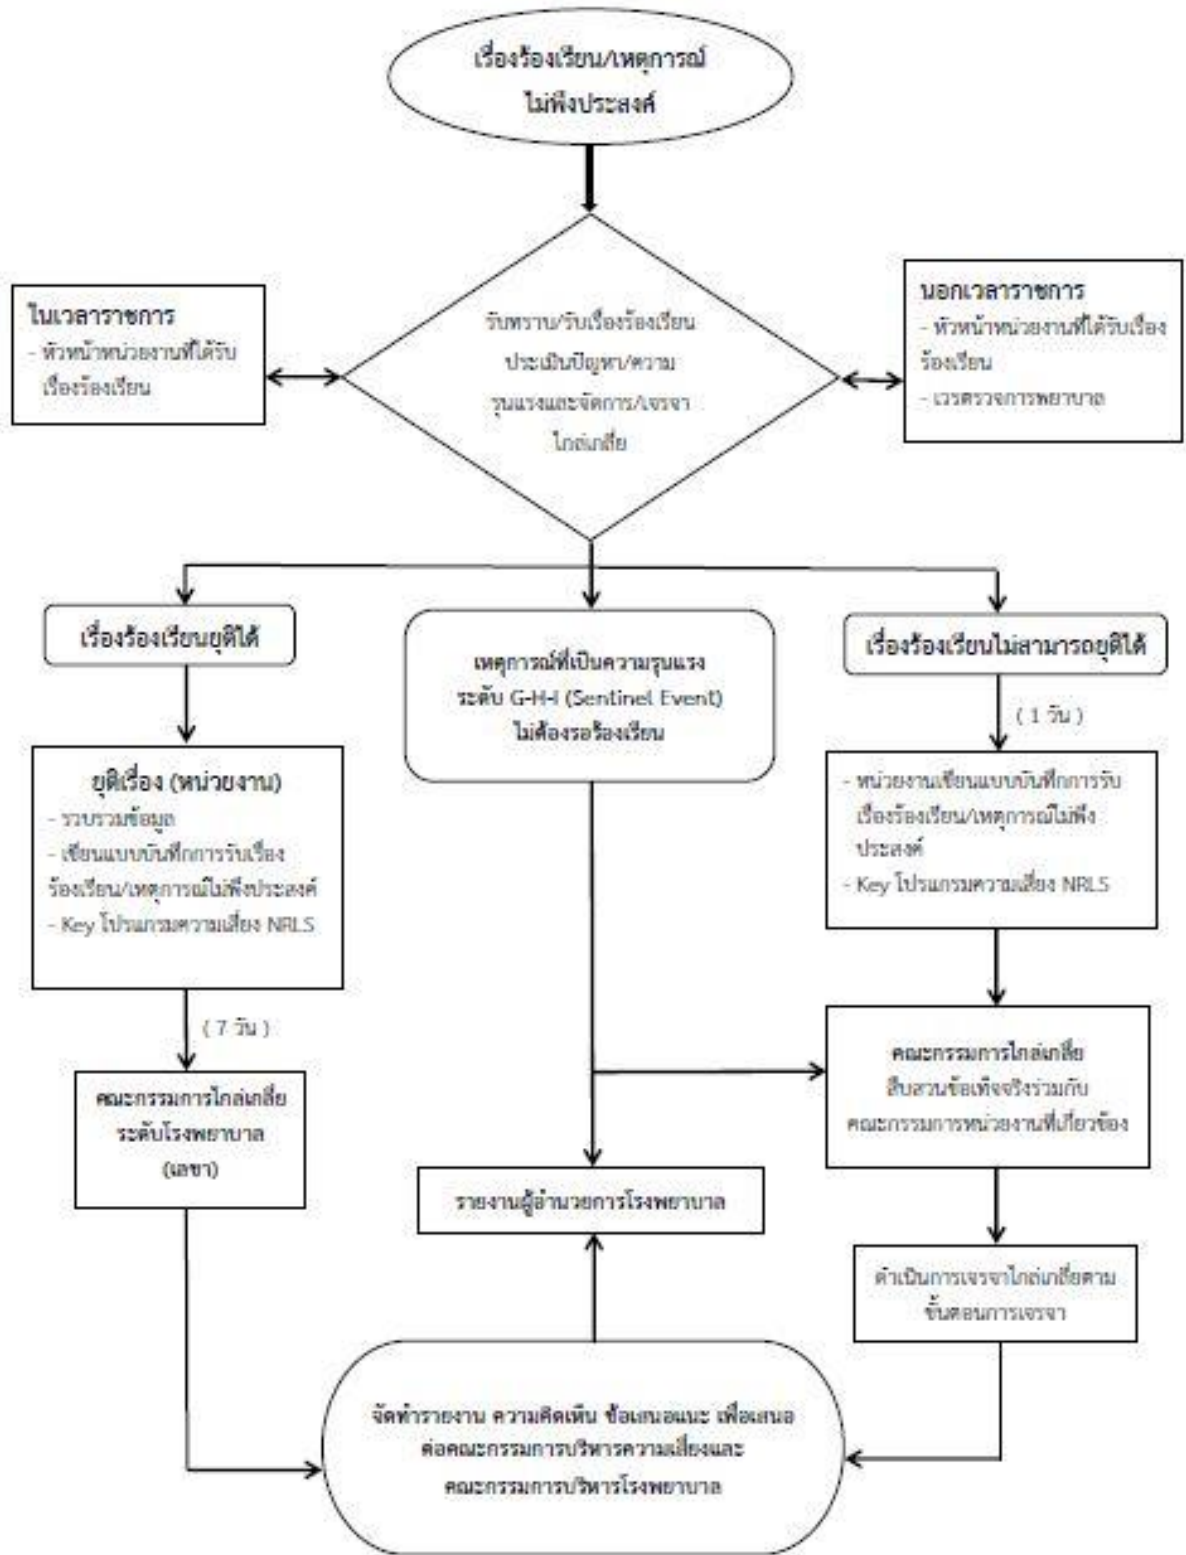 เรื่องร้องเรียน/เหตุการณ์
ไม่พึงประสงค์
ในเวลาราชการ
- หัวหน้าหน่วยงานที่ได้รับ
เรื่องร้องเรียน
รับทราบ/รับเรื่องร้องเรียน
ประเมินปัญหา/ความ
รุนแรงและจัดการ/เจรจา
ไกล่เกลี่ย
นอกเวลาราชการ
- หัวหน้าหน่วยงานที่ได้รับเรื่อง
ร้องเรียน
- เวรตรวจการพยาบาล
เรื่องร้องเรียนยุติได้
เหตุการณ์ที่เป็นความรุนแรง
ระดับ G-H-I (Sentinel Event)
ไม่ต้องรอร้องเรียน
เรื่องร้องเรียนไม่สามารถยุติได้
( 1 วัน )
ยุติเรื่อง (หน่วยงาน)
- รวบรวมข้อมูล
- เขียนแบบบันทึกการรับเรื่อง
ร้องเรียน/เหตุการณ์ไม่พึงประสงค์
- Key โปรแกรมความเสี่ยง NRLS
- หน่วยงานเขียนแบบบันทึกการรับ
เรื่องร้องเรียน/เหตุการณ์ไม่พึง
ประสงค์
- Key โปรแกรมความเสี่ยง NRLS
( 7 วัน )
คณะกรรมการไกล่เกลี่ย
ระดับโรงพยาบาล
(เลขา)
คณะกรรมการไกล่เกลี่ย
สืบสวนข้อเท็จจริงร่วมกับ
คณะกรรมการหน่วยงานที่เกี่ยวข้อง
รายงานผู้อำนวยการโรงพยาบาล
ดำเนินการเจรจาไกล่เกลี่ยตาม
ขั้นตอนการเจรจา
จัดทำรายงาน ความคิดเห็น ข้อเสนอแนะ เพื่อเสนอ
ต่อคณะกรรมการบริหารความเสี่ยงและ
คณะกรรมการบริหารโรงพยาบาล